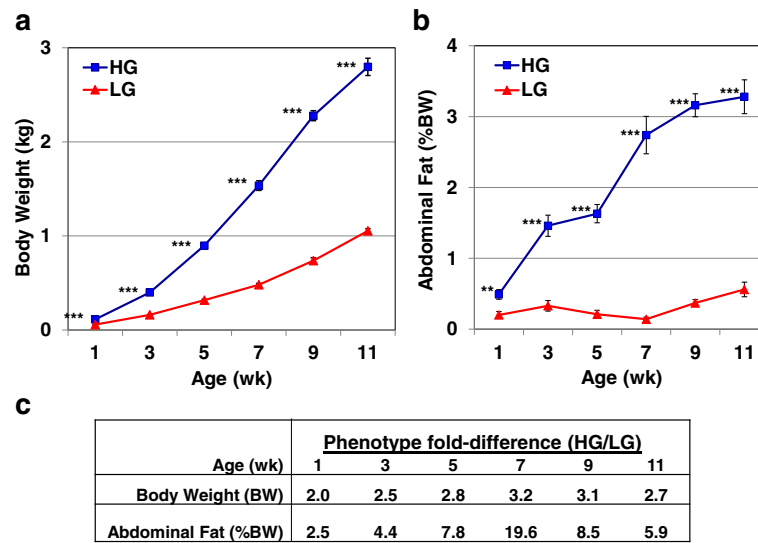 a
Body Weight (kg)
3
2
1
0
HG
LG
***
***
***
***
***
***
1 3 5 7 9 11
Age (wk)
b
Abdominal Fat (%BW)
4
3
2
1
0
HG
LG
**
***
***
***
***
***
1 3 5 7 9 11
Age (wk)
c
Phenotype fold-difference (HG/LG)
Age (wk) 1 3 5 7 9 11
Body Weight (BW) 2.0 2.5 2.8 3.2 3.1 2.7
Abdominal Fat (%BW) 2.5 4.4 7.8 19.6 8.5 5.9